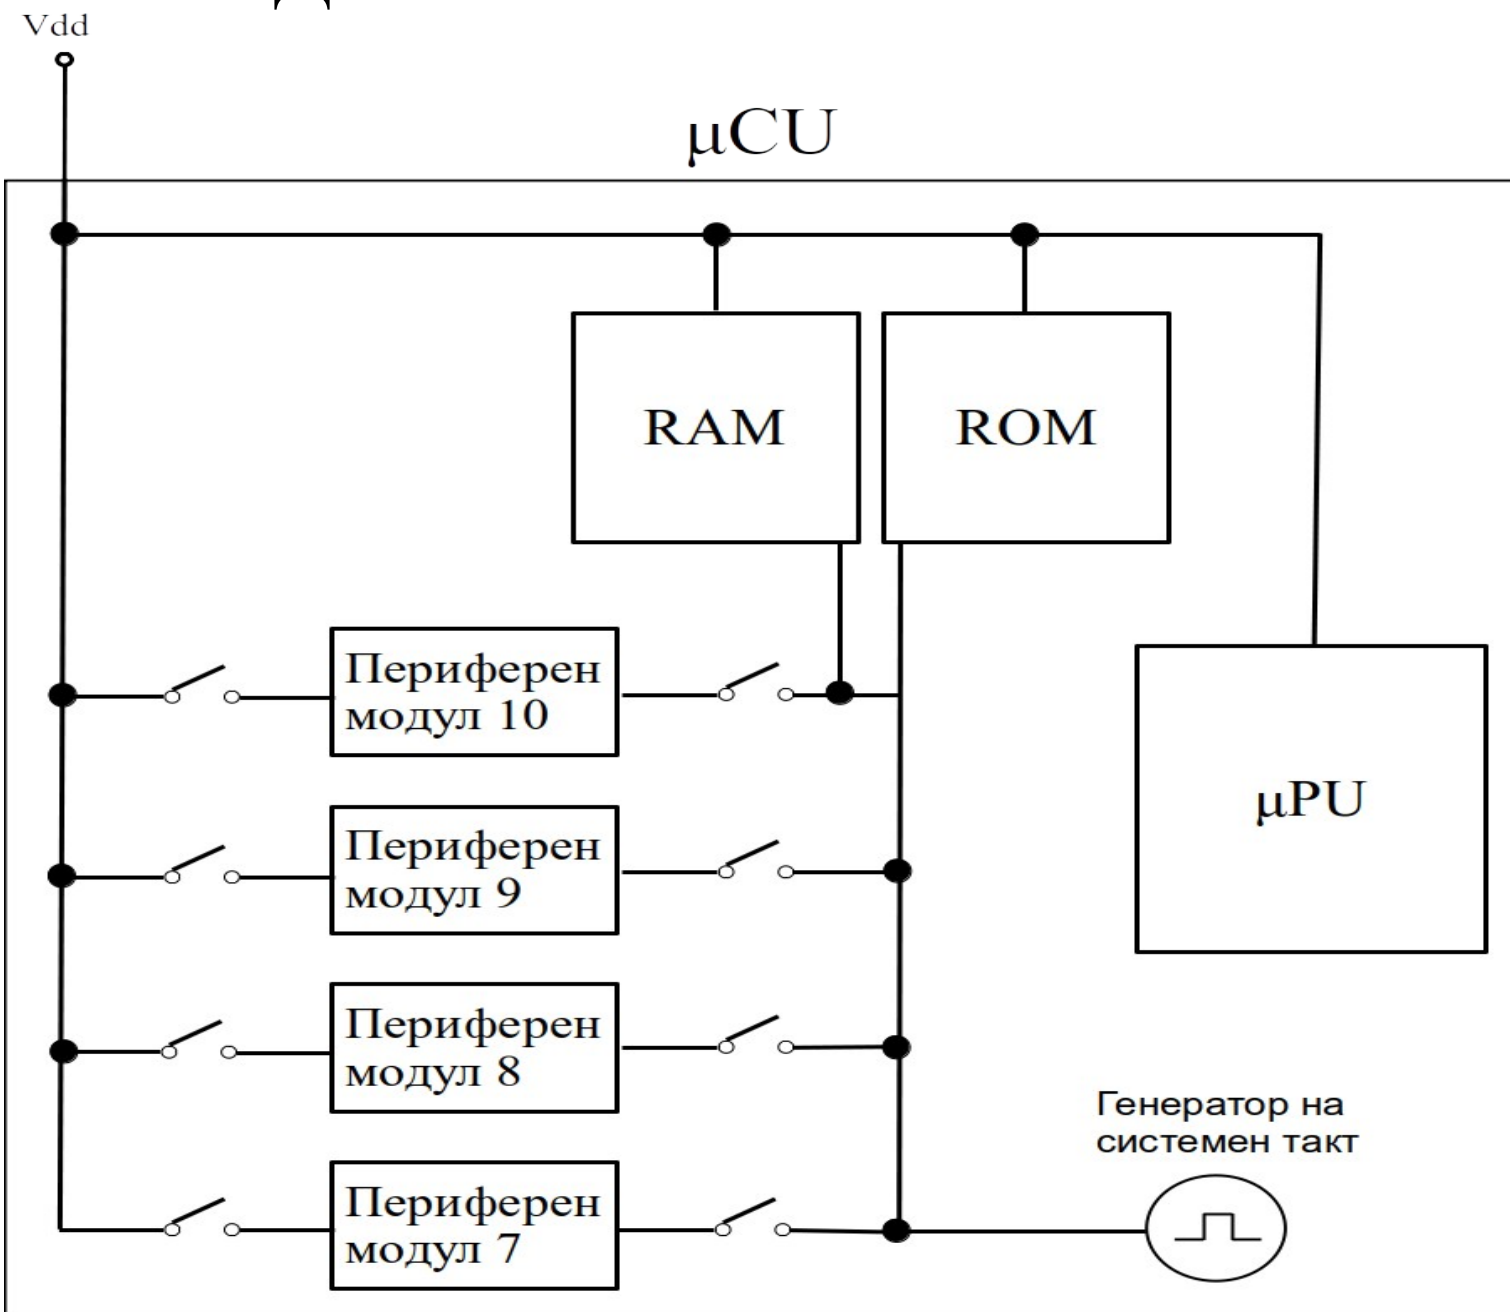 Vdd
μCU
RAM
ROM
Периферен
модул 10
μPU
Периферен
модул 9
Периферен
модул 8
Генератор на
системен такт
Периферен
модул 7